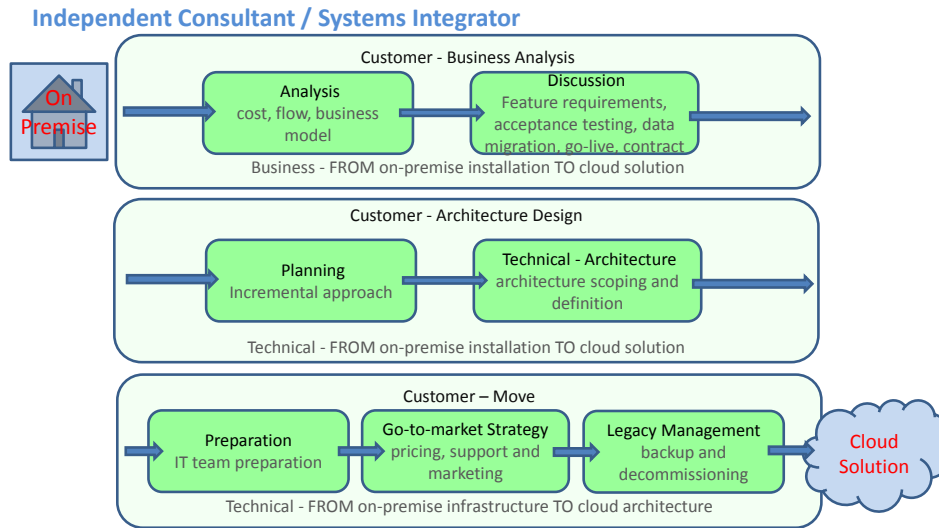 Independent Consultant / Systems Integrator
On
Premise
Customer - Business Analysis
Analysis
cost, flow, business
model
Discussion
Feature requirements,
acceptance testing, data
migration, go-live, contract
Business - FROM on-premise installation TO cloud solution
Customer - Architecture Design
Planning
Incremental approach
Technical - Architecture
architecture scoping and
definition
Technical - FROM on-premise installation TO cloud solution
Customer – Move
Preparation
IT team preparation
Go-to-market Strategy
pricing, support and
marketing
Legacy Management
backup and
decommissioning
Technical - FROM on-premise infrastructure TO cloud architecture
Cloud
Solution